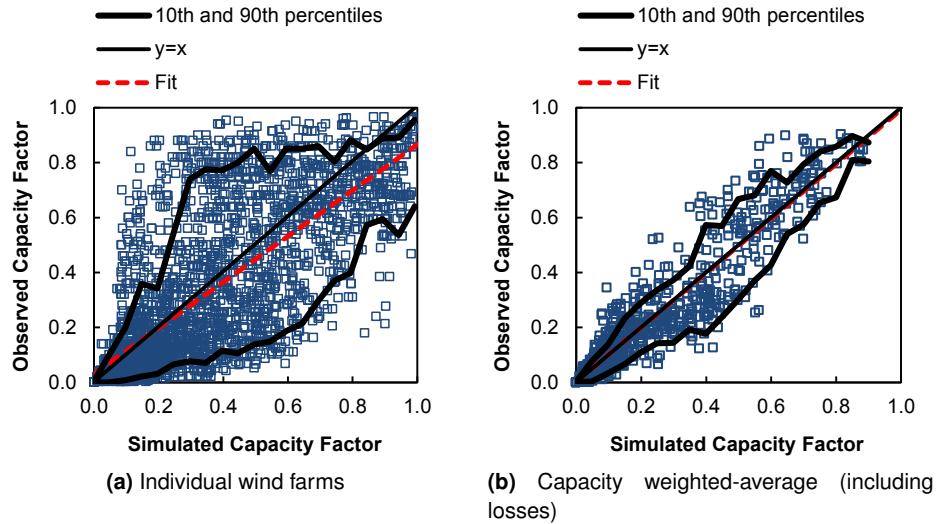 10th and 90th percentiles
y=x
Fit
1.0
0.8
0.6
0.4
0.2
0.0
0.0 0.2 0.4 0.6 0.8 1.0
Observed Capacity Factor
Simulated Capacity Factor
(a) Individual wind farms
10th and 90th percentiles
y=x
Fit
1.0
0.8
0.6
0.4
0.2
0.0
0.0 0.2 0.4 0.6 0.8 1.0
Observed Capacity Factor
Simulated Capacity Factor
(b) Capacity weighted-average (including
losses)